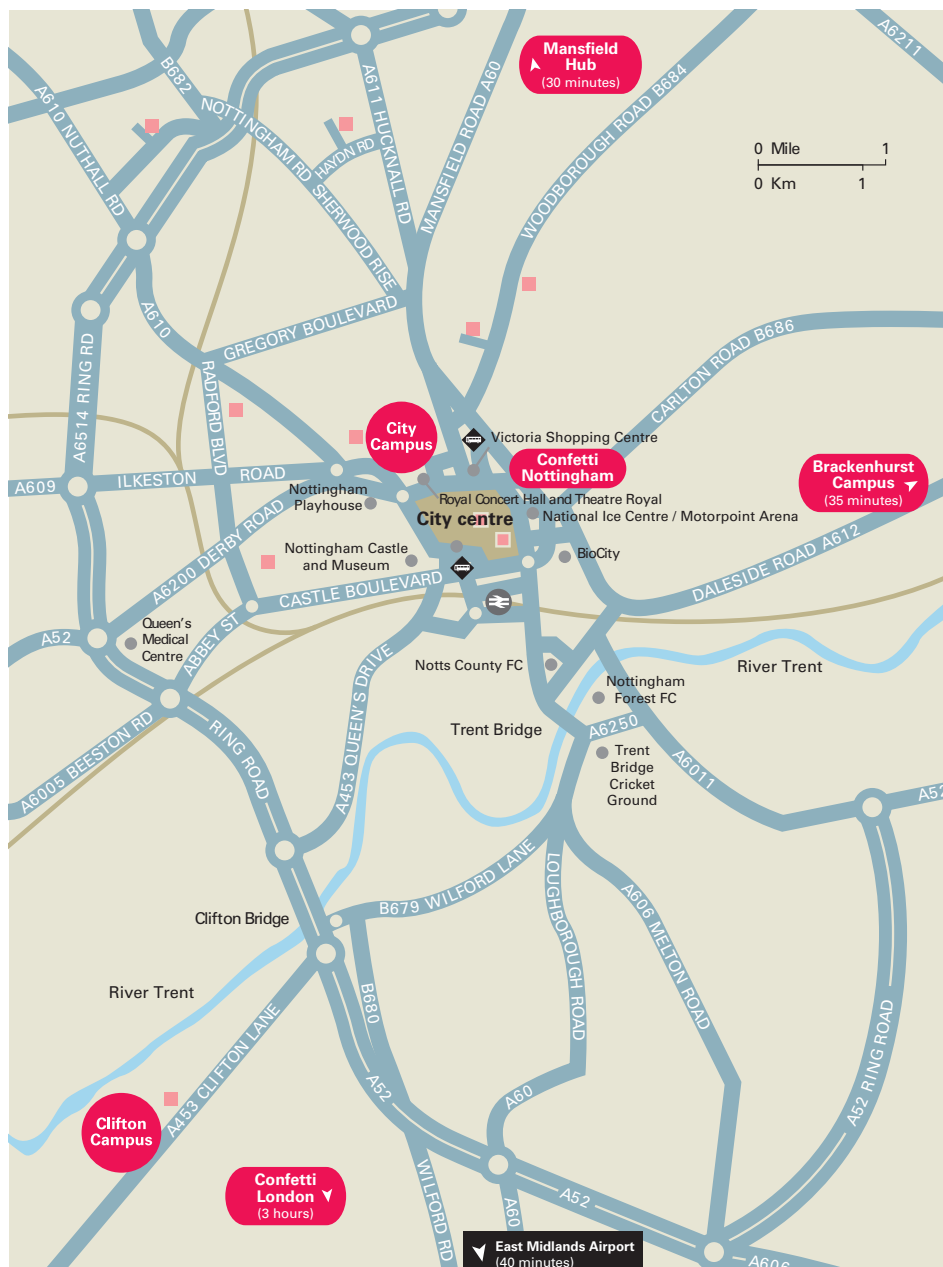 A6211
Mansfield
Hub
(30 minutes)
B682
A611 HUCKNALL RD
MANSFIELD ROAD A60
WOODBOROUGH ROAD B684
A610 NUTHALL RD
NOTTINGHAM RD
HAYDN RD
SHERWOOD RISE
0 Mile 1
0 Km 1
A610
GREGORY BOULEVARD
A6514 RING RD
RADFORD BLVD
CARLTON ROAD B686
City
Campus
Victoria Shopping Centre
Confetti
Nottingham
Brackenhurst
Campus
(35 minutes)
A609
ILKESTON ROAD
Nottingham
Playhouse
Royal Concert Hall and Theatre Royal
City centre
National Ice Centre / Motorpoint Arena
A6200 DERBY ROAD
Nottingham Castle
and Museum
BioCity
DALESIDE ROAD A612
CASTLE BOULEVARD
A52
Queen's
Medical
Centre
ABBEY ST
Notts County FC
River Trent
Nottingham
Forest FC
A453 QUEEN'S DRIVE
Trent Bridge
A6250
RING ROAD
A6005 BEESTON RD
Trent
Bridge
Cricket
Ground
A6011
A52
B679 WILFORD LANE
LOUGHBOROUGH ROAD
A606 MELTON ROAD
Clifton Bridge
River Trent
B680
A453 CLIFTON LANE
A52 RING ROAD
A52
A60
Clifton
Campus
WILFORD RD
Confetti
London
(3 hours)
A60
A52
East Midlands Airport
(40 minutes)
A606